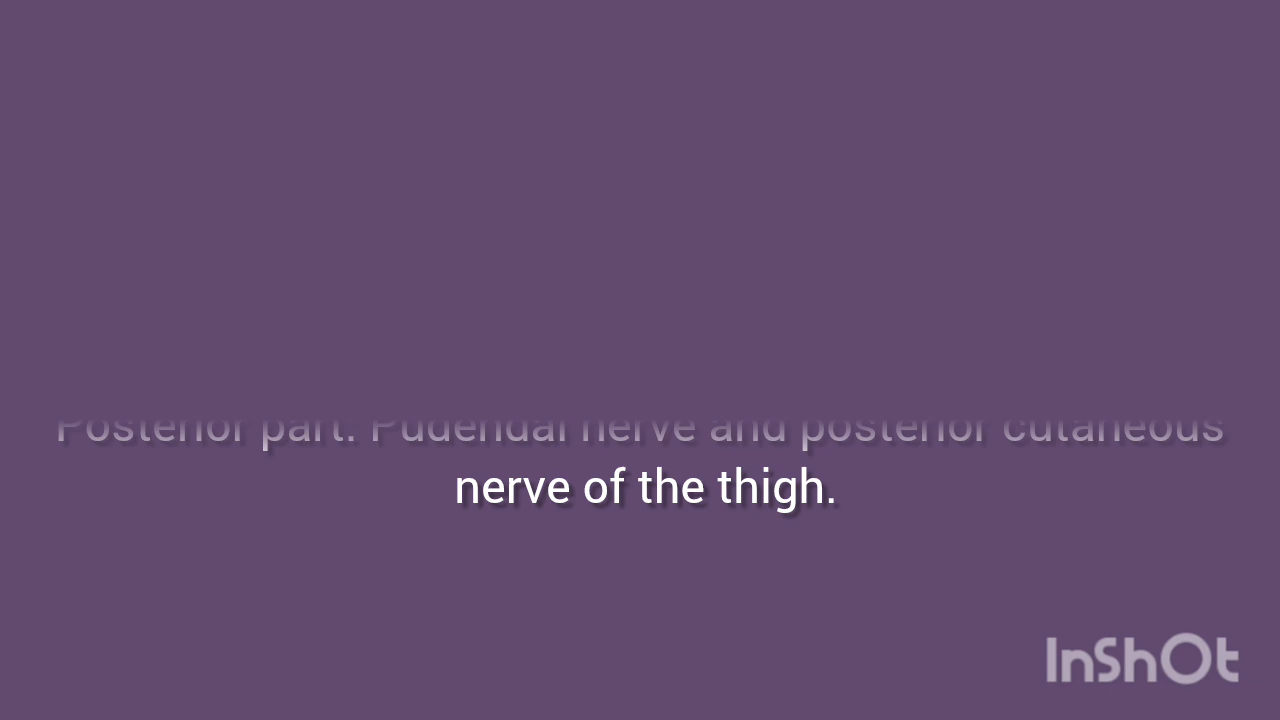 Posterior part: Pudendal nerve and posterior cutaneous
nerve of the thigh.
InShOt